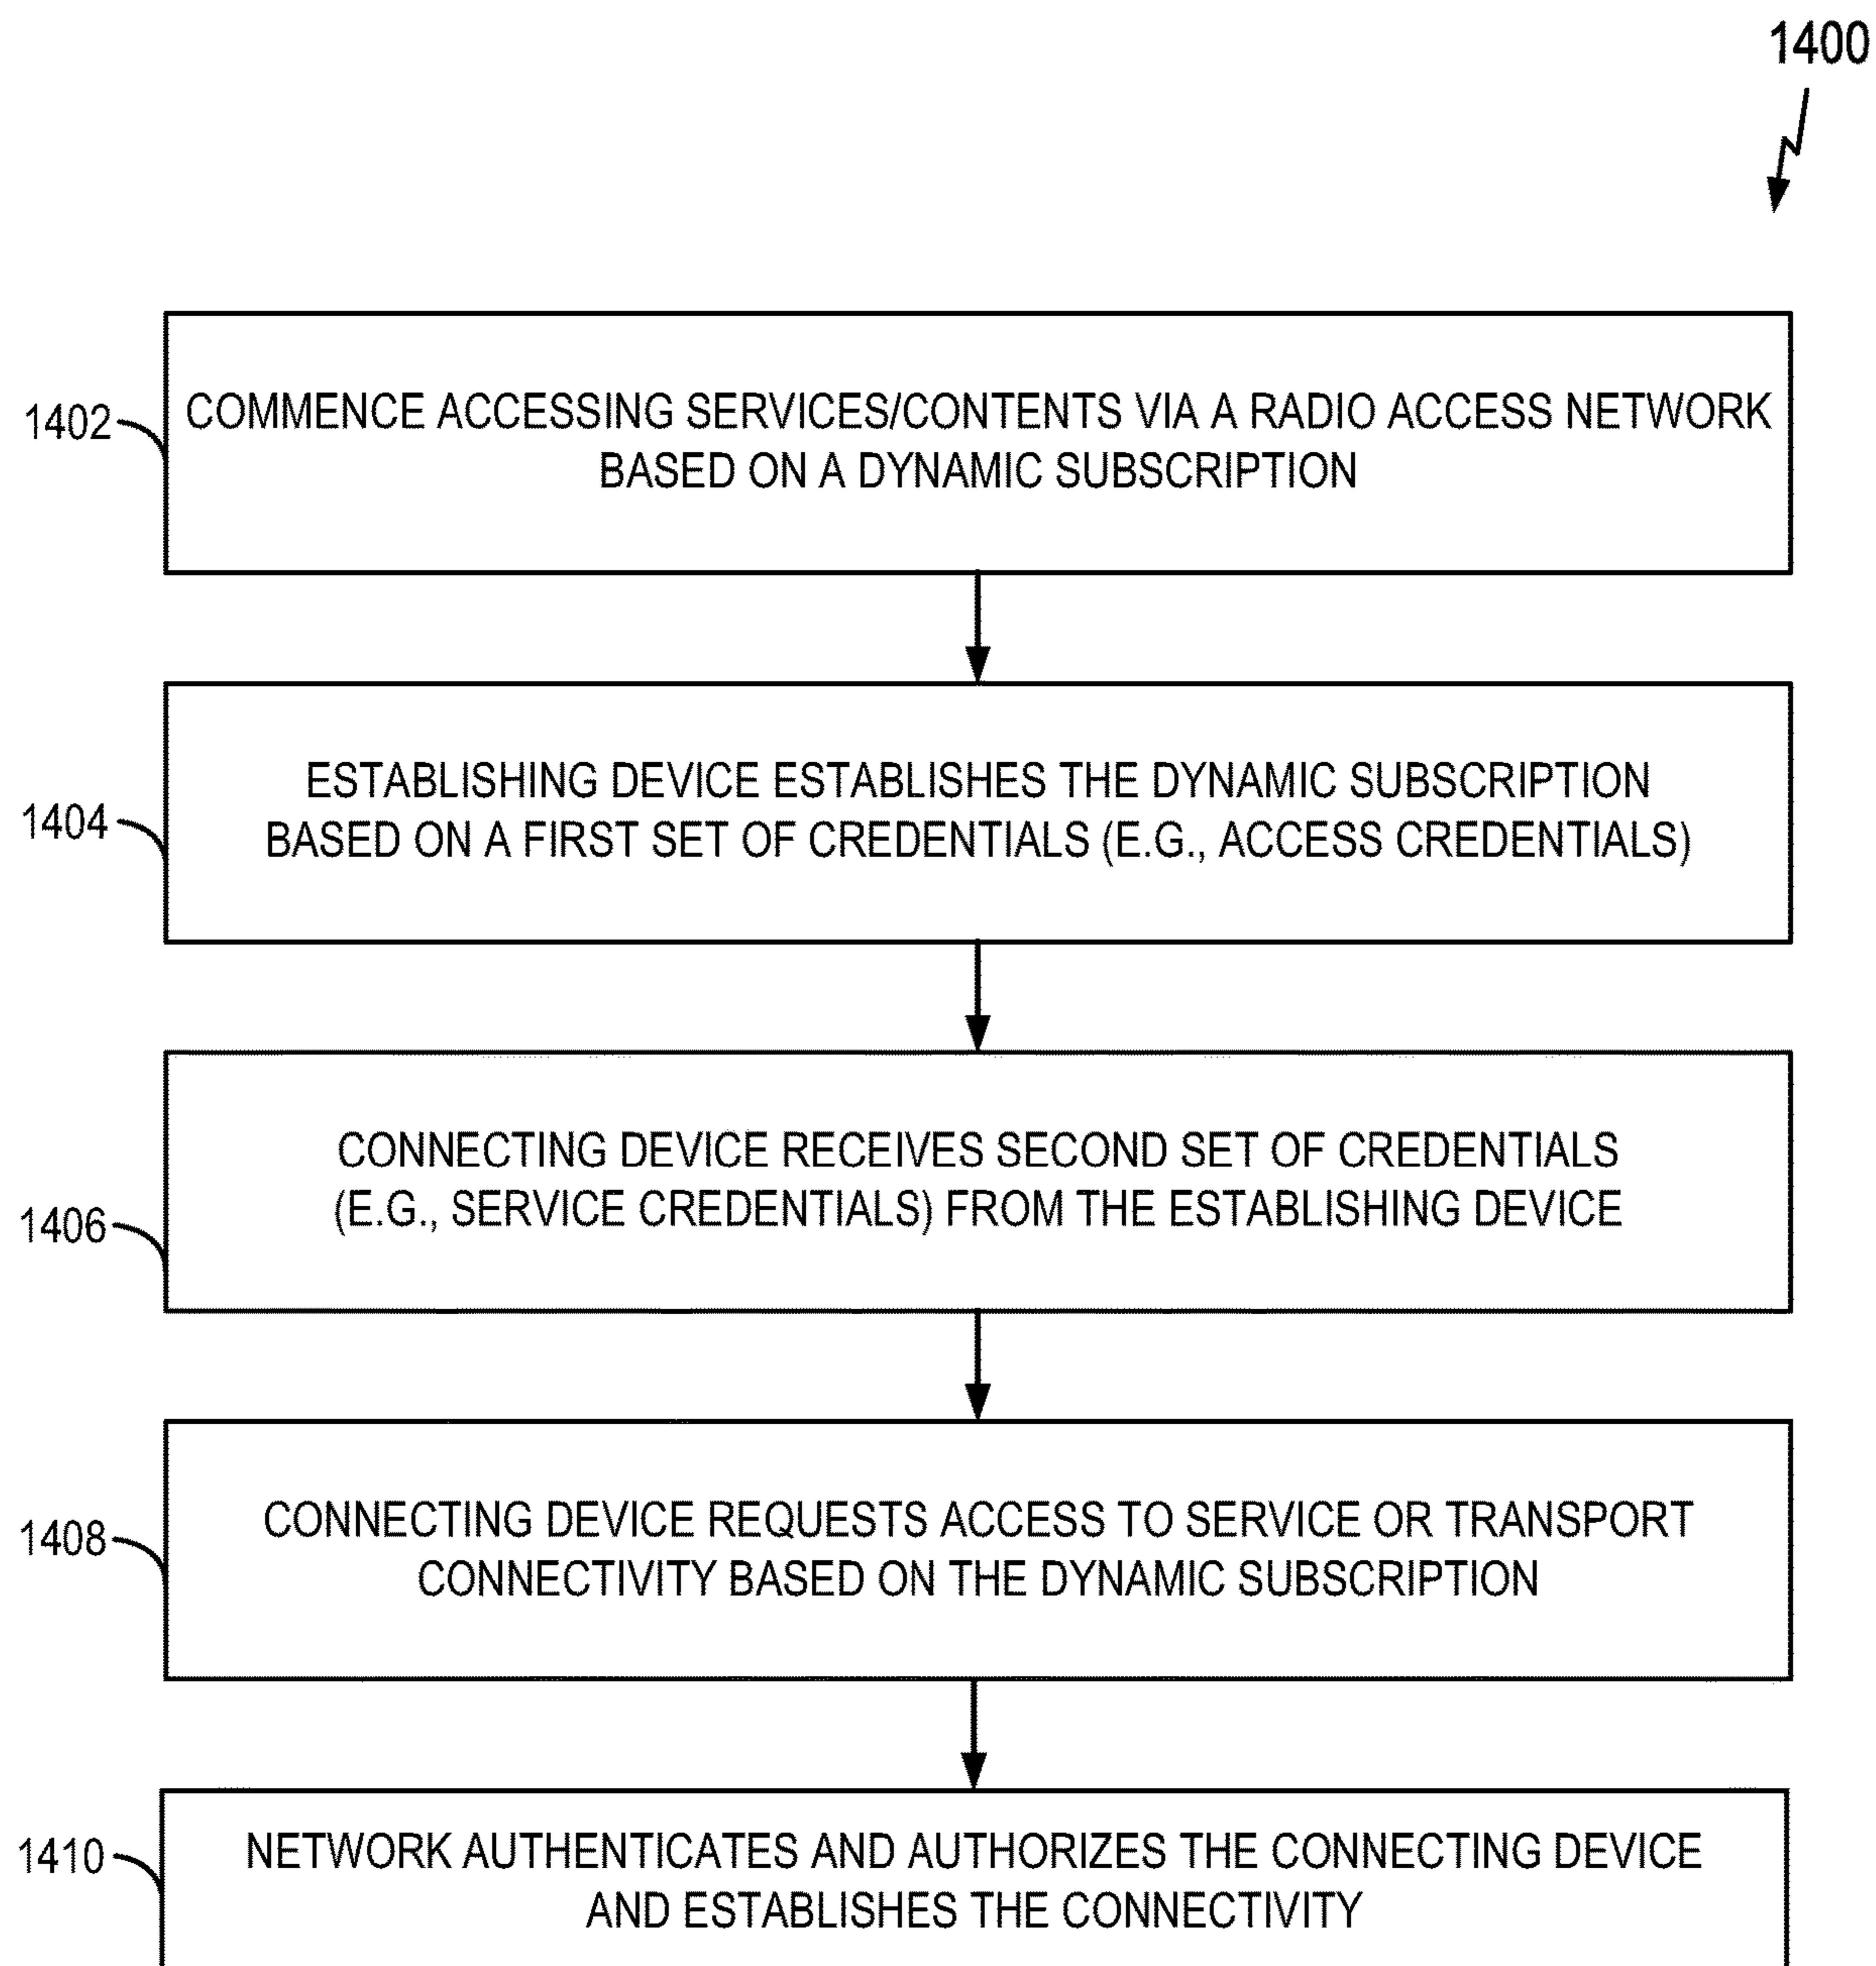 1400
1402
COMMENCE ACCESSING SERVICES/CONTENTS VIA A RADIO ACCESS NETWORK
BASED ON A DYNAMIC SUBSCRIPTION
1404
ESTABLISHING DEVICE ESTABLISHES THE DYNAMIC SUBSCRIPTION
BASED ON A FIRST SET OF CREDENTIALS (E.G., ACCESS CREDENTIALS)
1406
CONNECTING DEVICE RECEIVES SECOND SET OF CREDENTIALS
(E.G., SERVICE CREDENTIALS) FROM THE ESTABLISHING DEVICE
1408
CONNECTING DEVICE REQUESTS ACCESS TO SERVICE OR TRANSPORT
CONNECTIVITY BASED ON THE DYNAMIC SUBSCRIPTION
1410
NETWORK AUTHENTICATES AND AUTHORIZES THE CONNECTING DEVICE
AND ESTABLISHES THE CONNECTIVITY